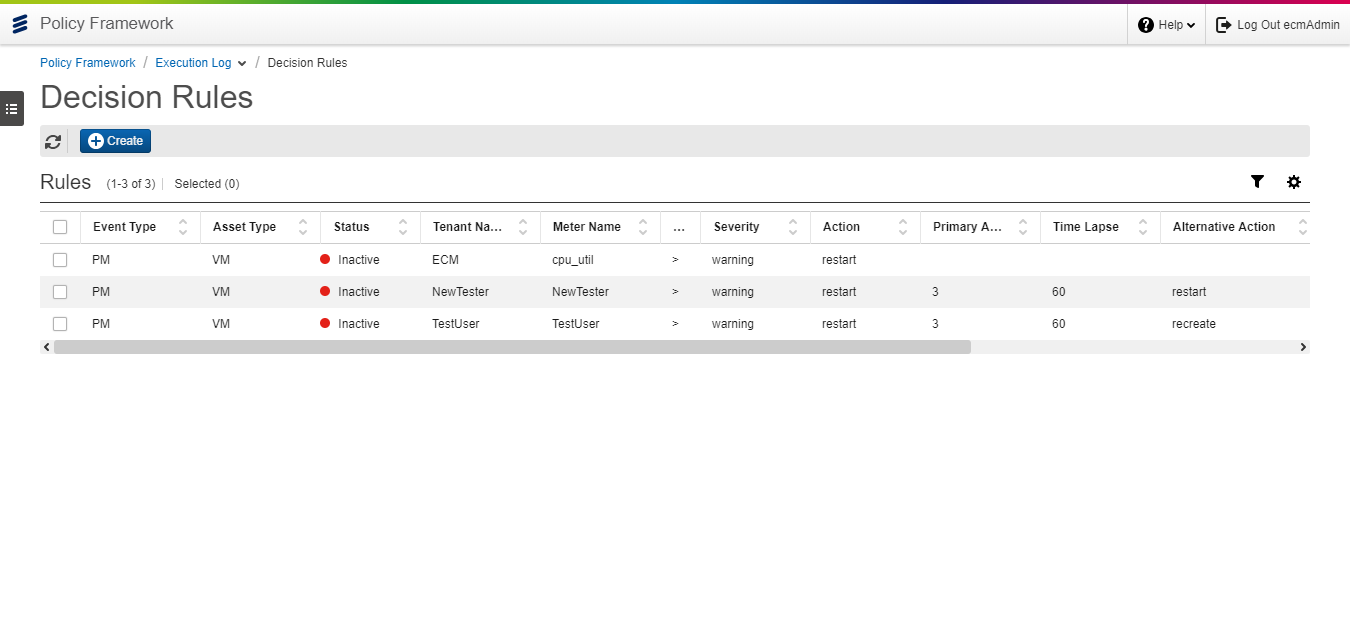 Policy Framework
Help
Log Out ecmAdmin
Policy Framework / Execution Log / Decision Rules
Decision Rules
Create
Rules (1-3 of 3) Selected (0)
Event Type Asset Type Status Tenant Na... Meter Name ... Severity Action Primary A... Time Lapse Alternative Action
PM VM Inactive ECM cpu_util > warning restart
PM VM Inactive NewTester NewTester > warning restart 3 60 restart
PM VM Inactive TestUser TestUser > warning restart 3 60 recreate